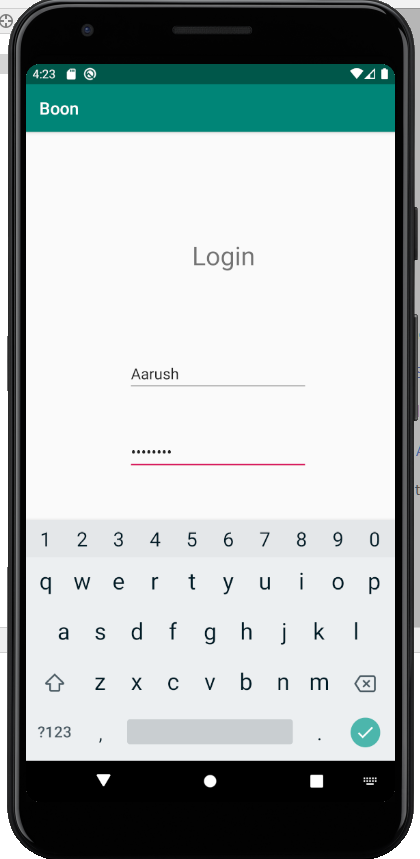 4:23
Boon
Login
Aarush
••••••••
1 2 3 4 5 6 7 8 9 0
q w e r t y u i o p
a s d f g h j k l
z x c v b n m
?123 , .